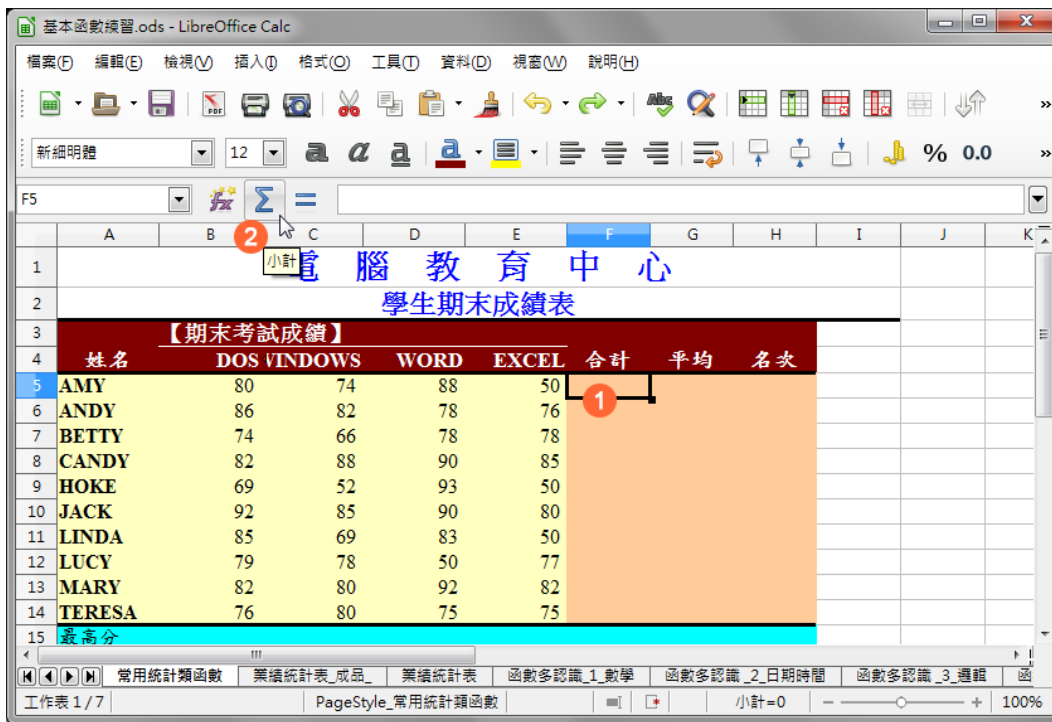 基本函數練習.ods - LibreOffice Calc
檔案(F) 編輯(E) 檢視(V) 插入(I) 格式(O) 工具(T) 資料(D) 視窗(W) 說明(H)
新細明體 12 % 0.0
F5
A B C D E F G H I J K
2
小計
1 電 腦 教 育 中 心
2 學生期末成績表
3 【期末考試成績】
4 姓名 DOS WINDOWS WORD EXCEL 合計 平均 名次
5 AMY 80 74 88 50
1
6 ANDY 86 82 78 76
7 BETTY 74 66 78 78
8 CANDY 82 88 90 85
9 HOKE 69 52 93 50
10 JACK 92 85 90 80
11 LINDA 85 69 83 50
12 LUCY 79 78 50 77
13 MARY 82 80 92 82
14 TERESA 76 80 75 75
15 最高分
常用統計類函數 業績統計表_成品_ 業績統計表 函數多認識_1_數學 函數多認識 _2_日期時間 函數多認識 _3_邏輯 函
工作表 1 / 7 PageStyle_常用統計類函數 小計=0 100%